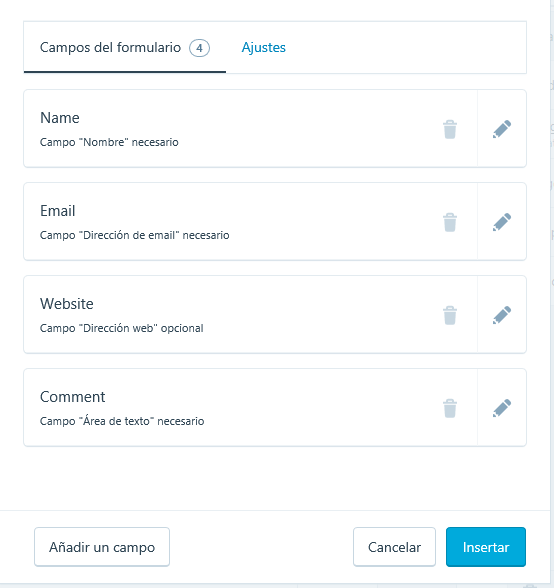 Campos del formulario 4 Ajustes
Name
Campo "Nombre" necesario
Email
Campo "Dirección de email" necesario
Website
Campo "Dirección web" opcional
Comment
Campo "Área de texto" necesario
Añadir un campo Cancelar Insertar